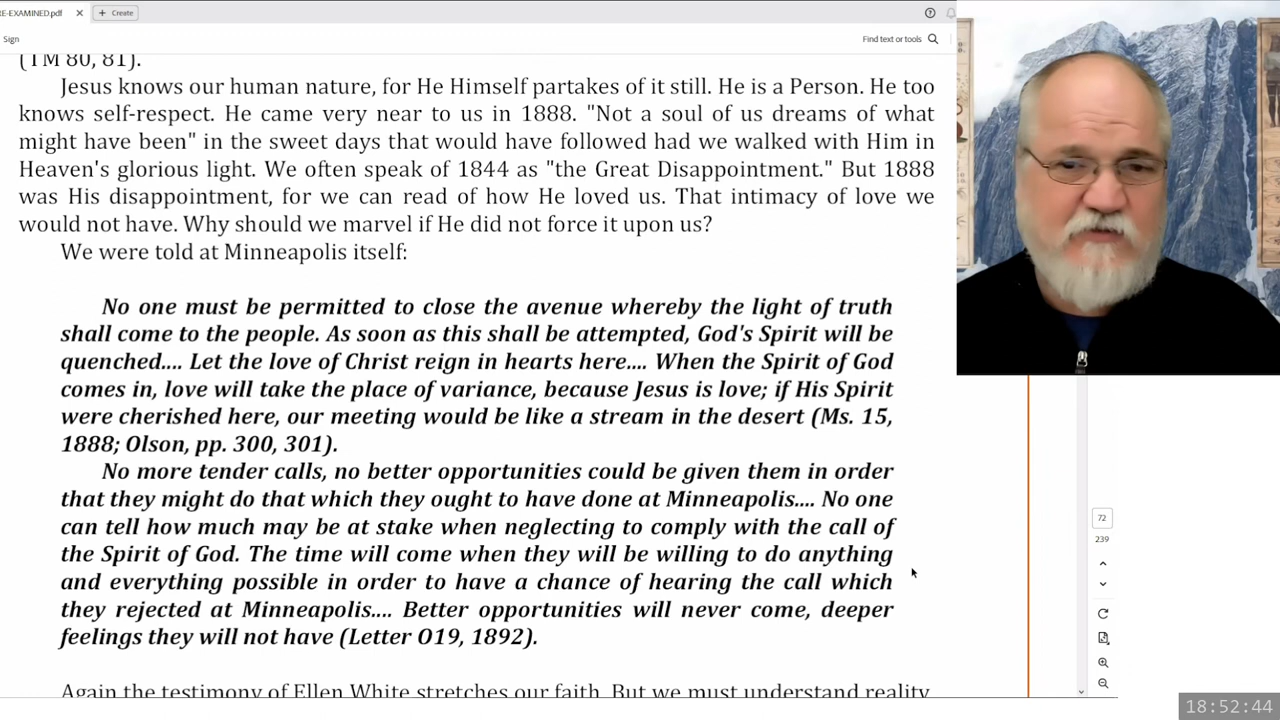 RE-EXAMINED.pdf
Create
Sign
Find text or tools
(TM 80, 81).
Jesus knows our human nature, for He Himself partakes of it still. He is a Person. He too
knows self-respect. He came very near to us in 1888. "Not a soul of us dreams of what
might have been" in the sweet days that would have followed had we walked with Him in
Heaven's glorious light. We often speak of 1844 as "the Great Disappointment." But 1888
was His disappointment, for we can read of how He loved us. That intimacy of love we
would not have. Why should we marvel if He did not force it upon us?
We were told at Minneapolis itself:
No one must be permitted to close the avenue whereby the light of truth
shall come to the people. As soon as this shall be attempted, God's Spirit will be
quenched.... Let the love of Christ reign in hearts here.... When the Spirit of God
comes in, love will take the place of variance, because Jesus is love; if His Spirit
were cherished here, our meeting would be like a stream in the desert (Ms. 15,
1888; Olson, pp. 300, 301).
No more tender calls, no better opportunities could be given them in order
that they might do that which they ought to have done at Minneapolis.... No one
can tell how much may be at stake when neglecting to comply with the call of
the Spirit of God. The time will come when they will be willing to do anything
and everything possible in order to have a chance of hearing the call which
they rejected at Minneapolis.... Better opportunities will never come, deeper
feelings they will not have (Letter O19, 1892).
Again the testimony of Ellen White stretches our faith. But we must understand reality
72
239
18:52:44